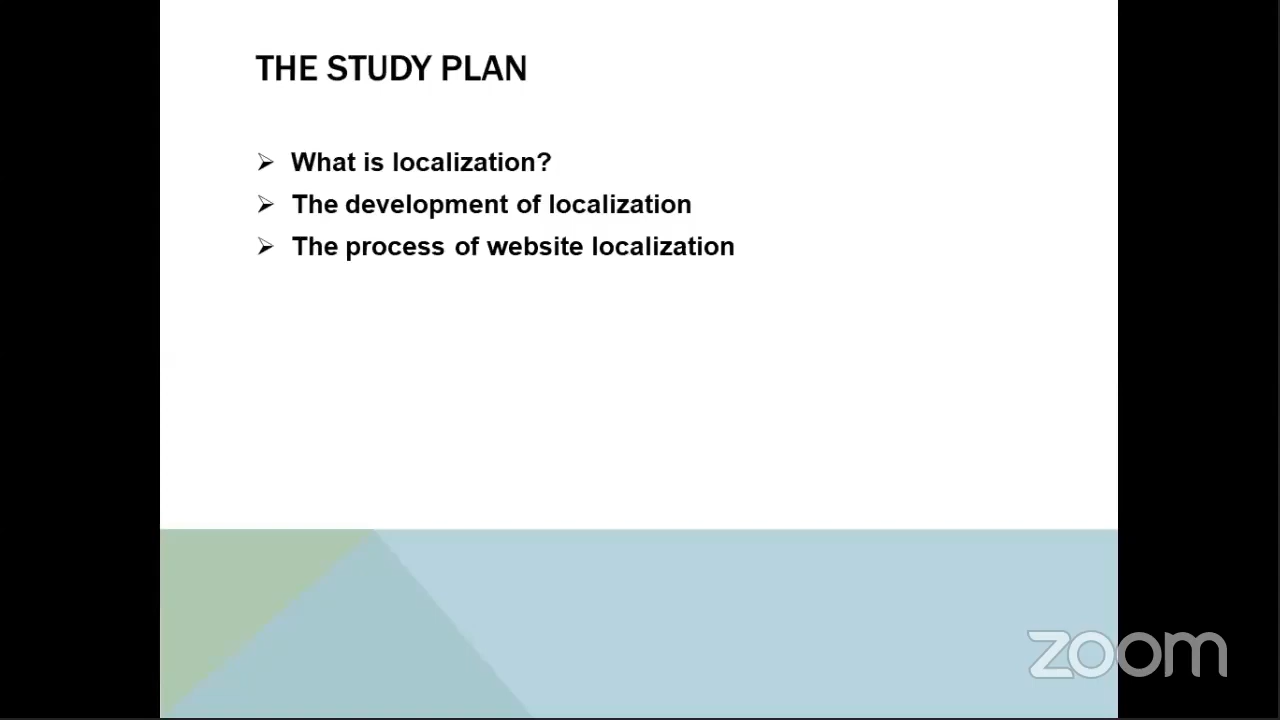 THE STUDY PLAN
➢ What is localization?
➢ The development of localization
➢ The process of website localization
zoom